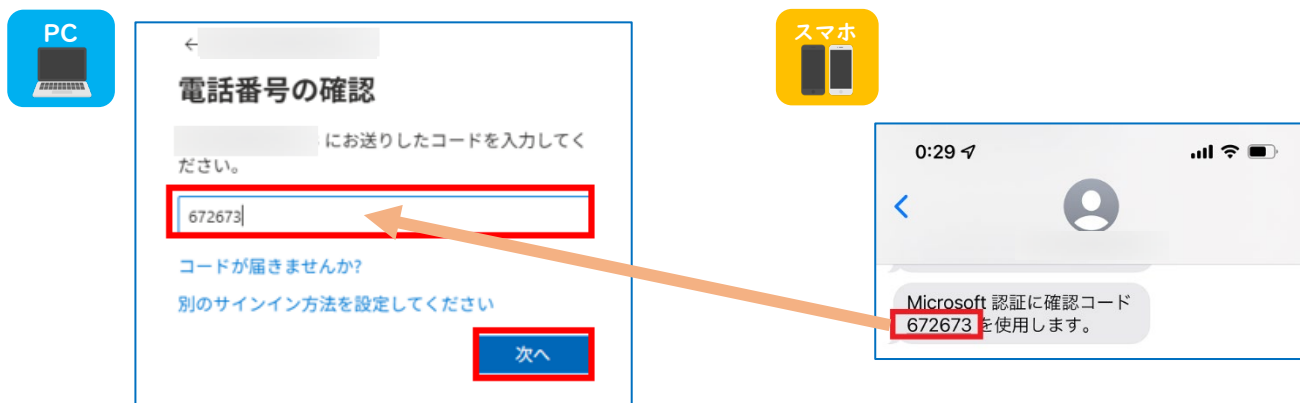 PC
←
電話番号の確認
にお送りしたコードを入力してく
ださい。
672673
コードが届きませんか?
別のサインイン方法を設定してください
次へ
スマホ
0:29
Microsoft 認証に確認コード
672673 を使用します。